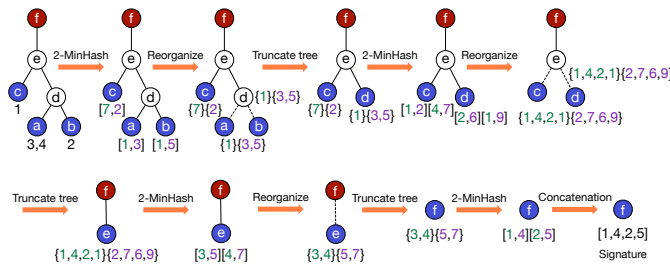 f f f f f f
2-MinHash Reorganize Truncate tree 2-MinHash Reorganize
e e e e e e
{1,4,2,1}{2,7,6,9}
c d c d c d {1}{3,5} c d c d c d
1 [7,2] {7}{2} {7}{2} {1}{3,5} [1,2][4,7] [2,6][1,9] {1,4,2,1}{2,7,6,9}
a b a b a b
3,4 2 [1,3] [1,5] {1}{3,5}
Truncate tree 2-MinHash Reorganize Truncate tree 2-MinHash Concatenation
f f f
f f f
e e e
{3,4}{5,7} [1,4][2,5] [1,4,2,5]
{1,4,2,1}{2,7,6,9} [3,5][4,7] {3,4}{5,7} Signature